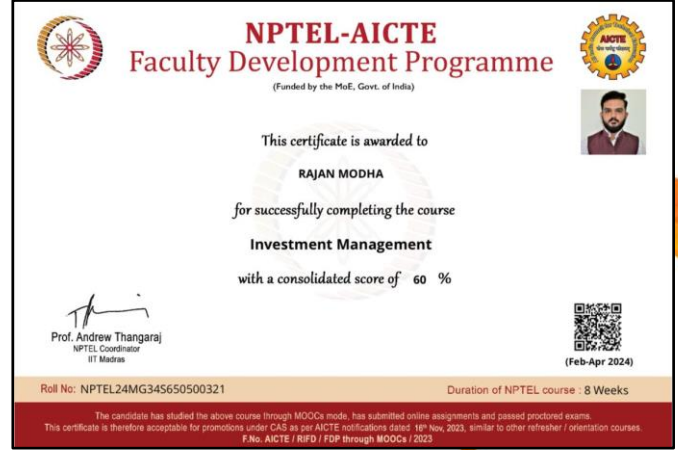 NPTEL-AICTE
Faculty Development Programme
(Funded by the MoE, Govt. of India)
AICTE
This certificate is awarded to
RAJAN MODHA
for successfully completing the course
Investment Management
with a consolidated score of 60 %
Prof. Andrew Thangaraj
NPTEL Coordinator
IIT Madras
(Feb-Apr 2024)
Roll No: NPTEL24MG34S650500321
Duration of NPTEL course : 8 Weeks
The candidate has studied the above course through MOOCs mode, has submitted online assignments and passed proctored exams.
This certificate is therefore acceptable for promotions under CAS as per AICTE notifications dated 16th Nov, 2023, similar to other refresher / orientation courses.
F.No. AICTE / RIFD / FDP through MOOCs / 2023